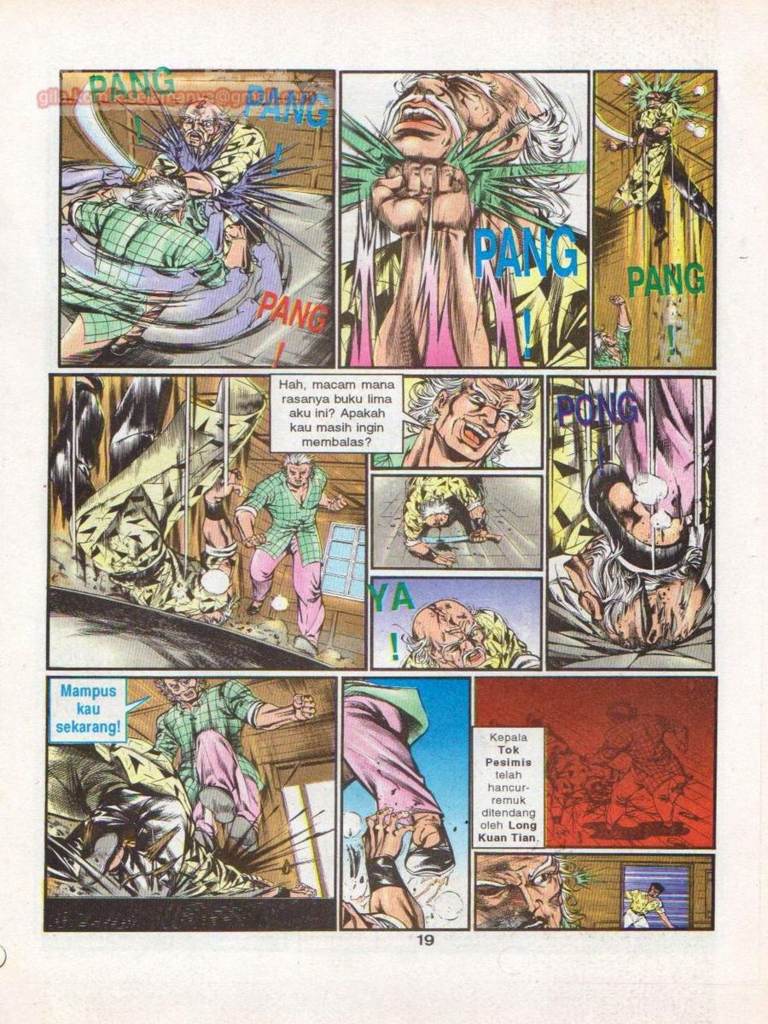 PANG
!
PANG
!
PANG
!
PANG
!
PANG
!
Hah, macam mana
rasanya buku lima
aku ini? Apakah
kau masih ingin
membalas?
YA
!
PONG
!
Mampus
kau
sekarang!
Kepala
Tok
Pesimis
telah
hancur-
remuk
ditendang
oleh Long
Kuan Tian.
19